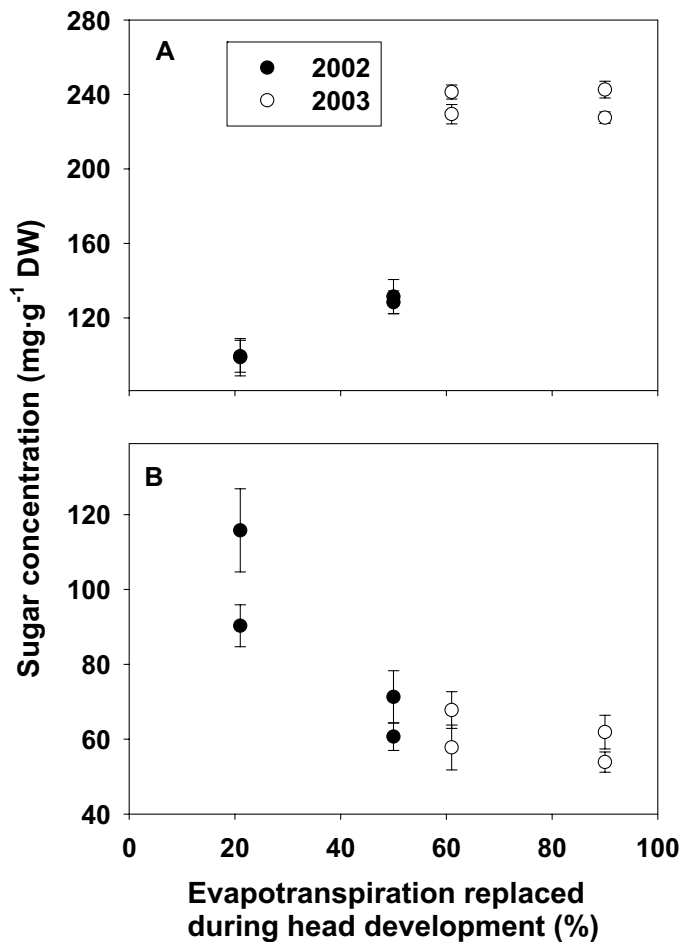 280
A
2002
2003
240
200
160
120
Sugar concentration (mg·g⁻¹ DW)
B
120
100
80
60
40
0 20 40 60 80 100
Evapotranspiration replaced
during head development (%)